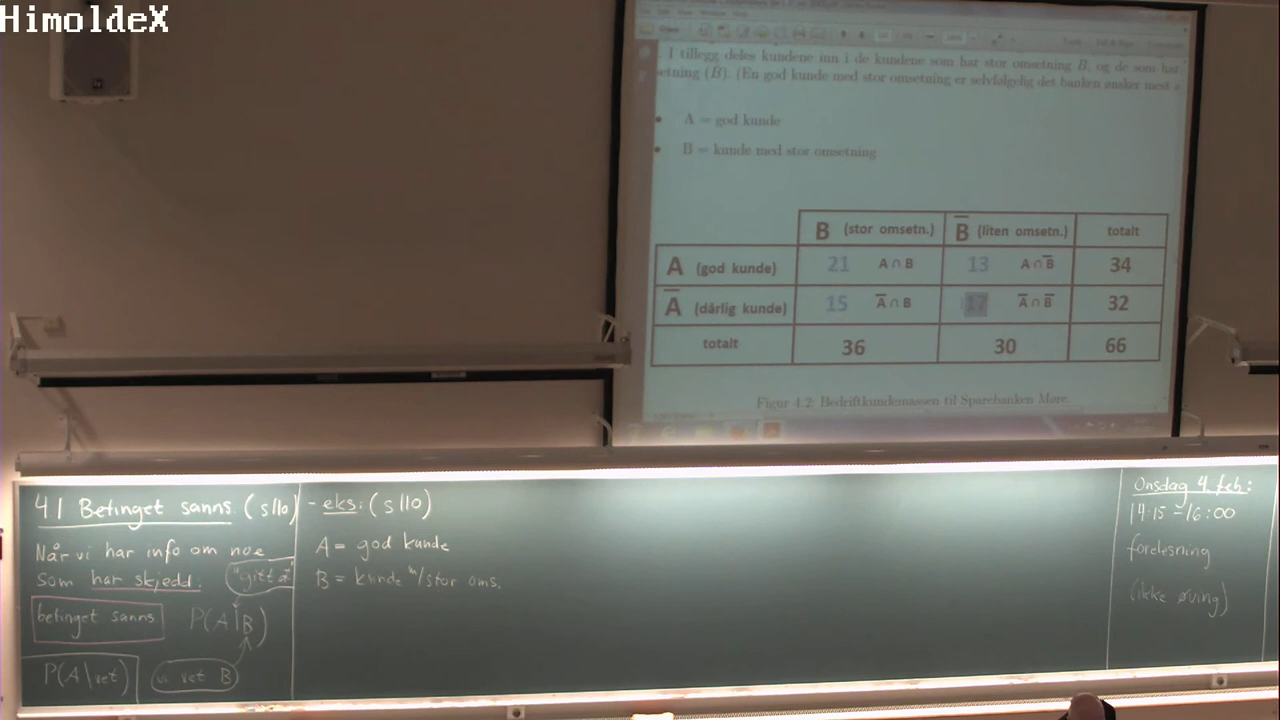 HimoldeX
I tillegg deles kundene inn i de kundene som har stor omsetning B, og de som har
setning (B̅). (En god kunde med stor omsetning er selvfølgelig det banken ønsker mest
• A = god kunde
• B = kunde med stor omsetning
B (stor omsetn.) B̅ (liten omsetn.) totalt
A (god kunde) 21 A ∩ B 13 A ∩ B̅ 34
A̅ (dårlig kunde) 15 A̅ ∩ B 17 A̅ ∩ B̅ 32
totalt 36 30 66
Figur 4.2: Bedriftkundemassen til Sparebanken Møre.
4.1 Betinget sanns. (s110)
Når vi har info om noe
som har skjedd:
"gitt at"
betinget sanns P(A|B)
P(A|vet) vi vet B
- eks: (s110)
A = god kunde
B = kunde m/stor oms.
Onsdag 4. feb:
14:15 - 16:00
forelesning
(ikke øving)